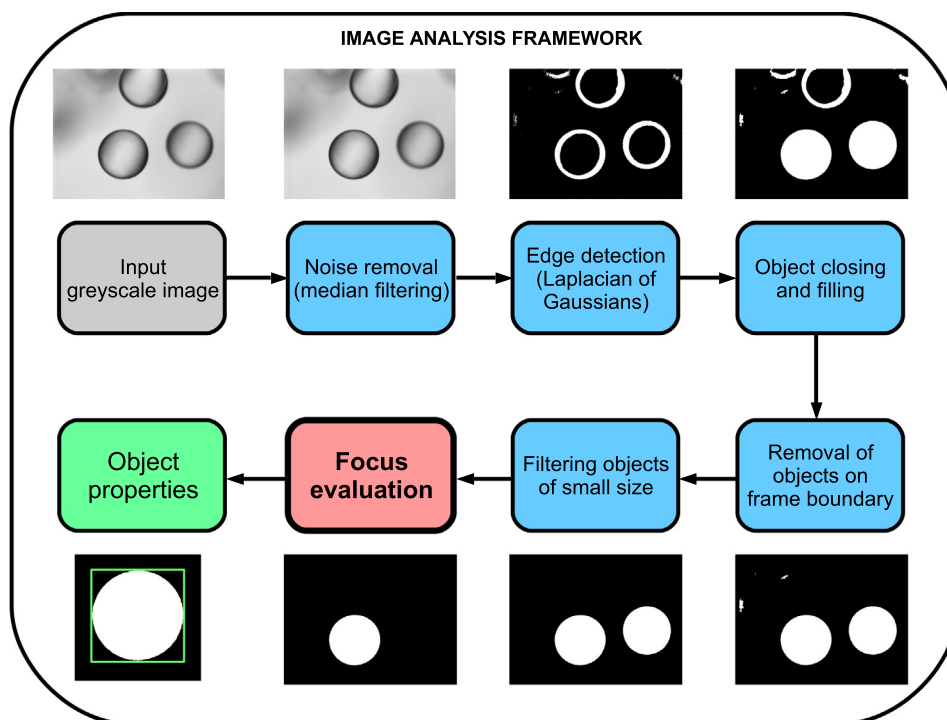 IMAGE ANALYSIS FRAMEWORK
Input
greyscale image
Noise removal
(median filtering)
Edge detection
(Laplacian of
Gaussians)
Object closing
and filling
Removal of
objects on
frame boundary
Filtering objects
of small size
Focus
evaluation
Object
properties